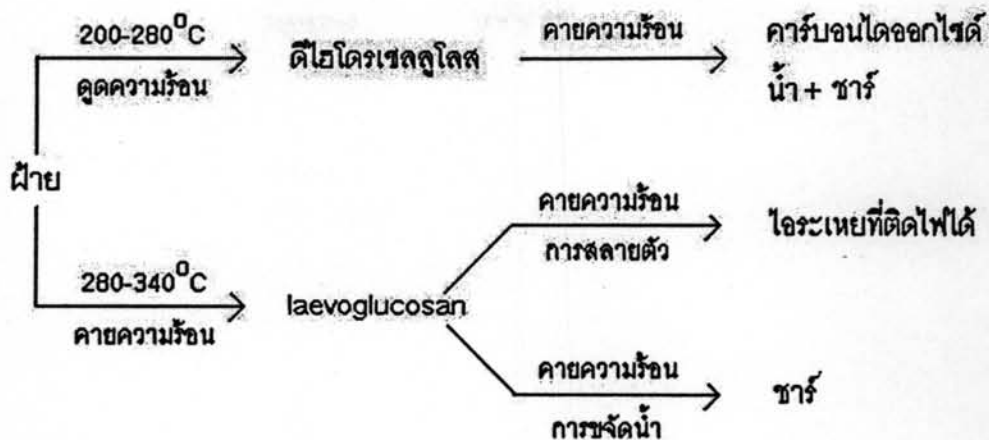 200-280°C
ดูดความร้อน
ดีไฮโดรเซลลูโลส
คายความร้อน
คาร์บอนไดออกไซด์
น้ำ + ชาร์
ฝ้าย
280-340°C
คายความร้อน
laevoglucosan
คายความร้อน
การสลายตัว
ไอระเหยที่ติดไฟได้
คายความร้อน
การขจัดน้ำ
ชาร์